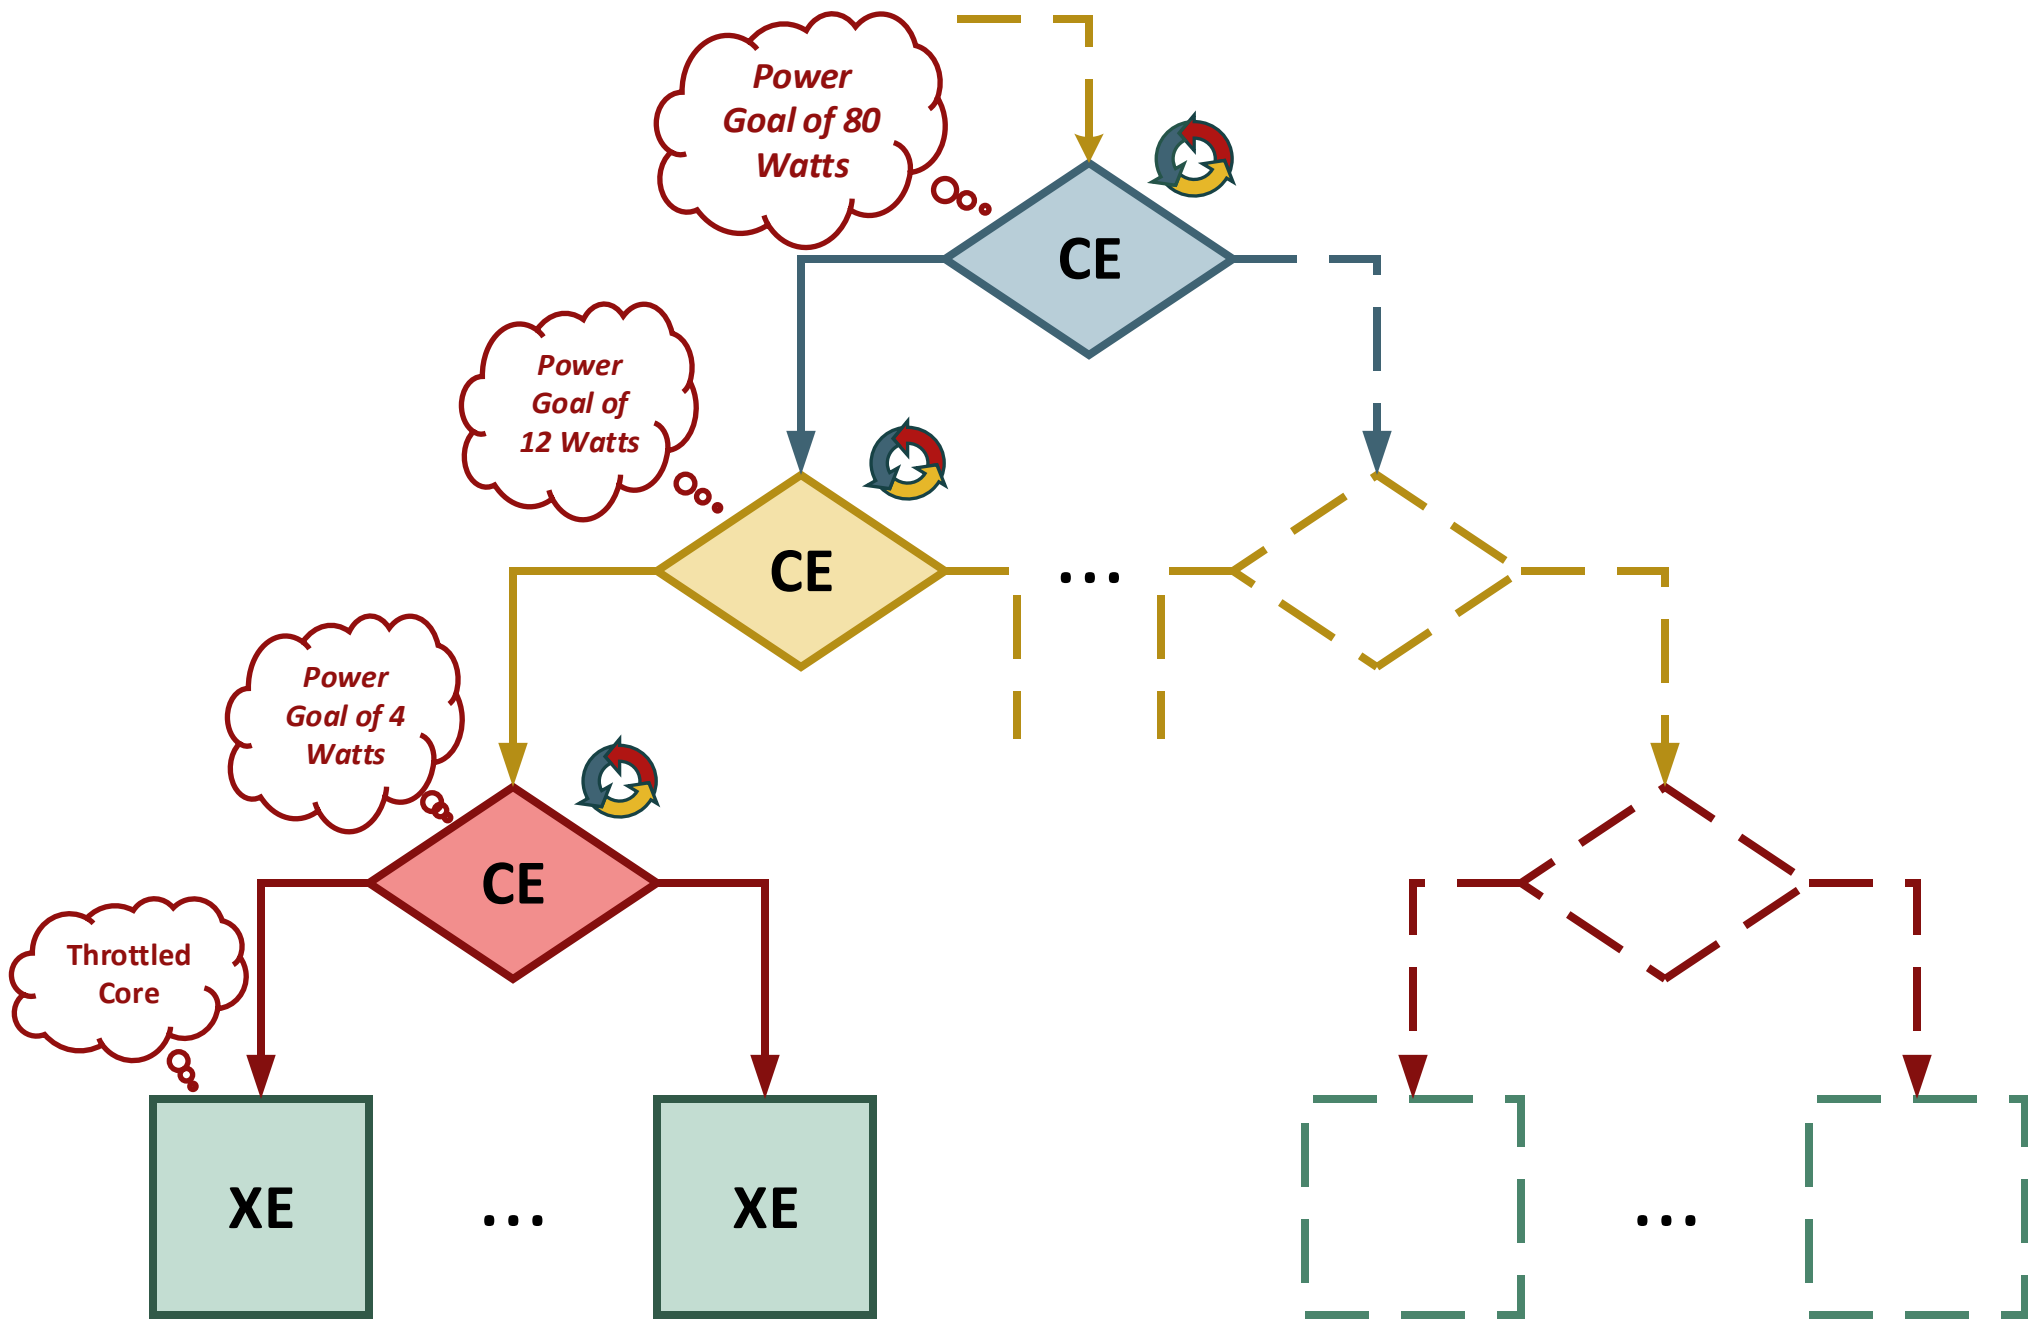 Power
Goal of 80
Watts
CE
Power
Goal of
12 Watts
CE
...
Power
Goal of 4
Watts
CE
Throttled
Core
XE
...
XE
...